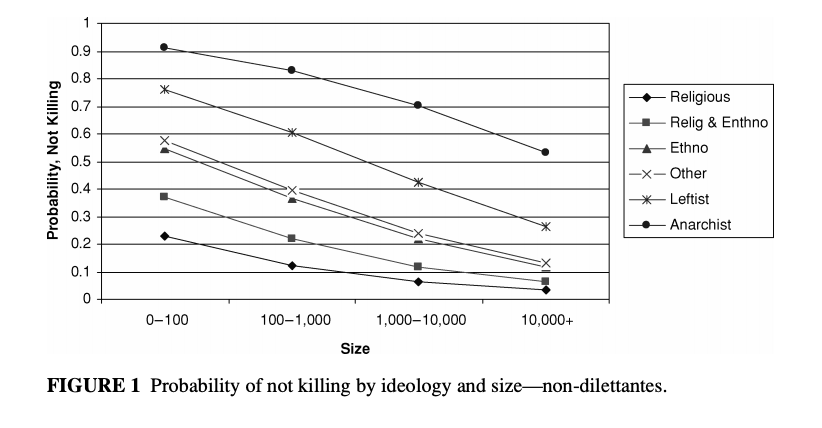 1
0.9
0.8
0.7
0.6
0.5
0.4
0.3
0.2
0.1
0
Probability, Not Killing
0–100
100–1,000
1,000–10,000
10,000+
Size
Religious
Relig & Enthno
Ethno
Other
Leftist
Anarchist
FIGURE 1 Probability of not killing by ideology and size—non-dilettantes.